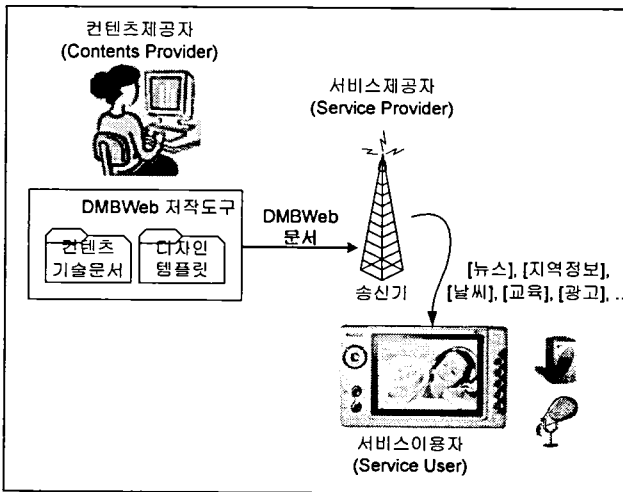 컨텐츠제공자
(Contents Provider)
서비스제공자
(Service Provider)
DMBWeb 저작도구
컨텐츠
기술문서
디자인
템플릿
DMBWeb
문서
송신기
[뉴스], [지역정보],
[날씨], [교육], [광고], ...
서비스이용자
(Service User)